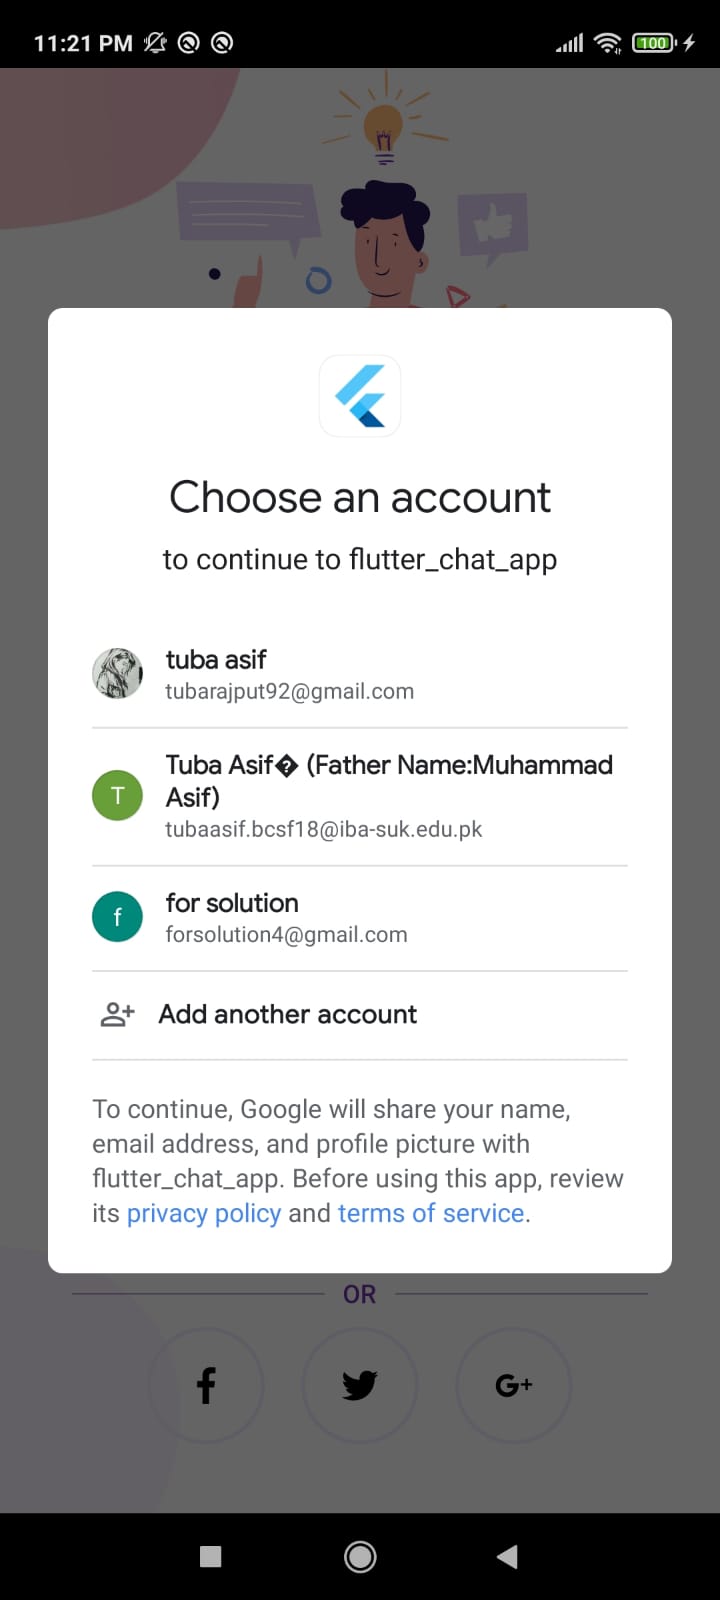 11:21 PM
100
Choose an account
to continue to flutter_chat_app
tuba asif
tubarajput92@gmail.com
T
Tuba Asif� (Father Name:Muhammad
Asif)
tubaasif.bcsf18@iba-suk.edu.pk
f
for solution
forsolution4@gmail.com
Add another account
To continue, Google will share your name,
email address, and profile picture with
flutter_chat_app. Before using this app, review
its privacy policy and terms of service.
OR
f
G+